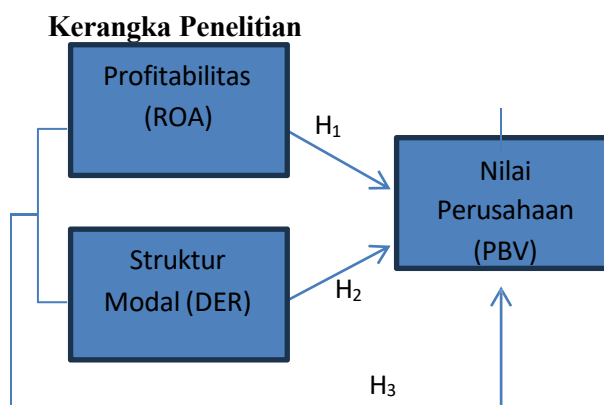 Kerangka Penelitian
Profitabilitas
(ROA)
H1
Nilai
Perusahaan
(PBV)
Struktur
Modal (DER)
H2
H3